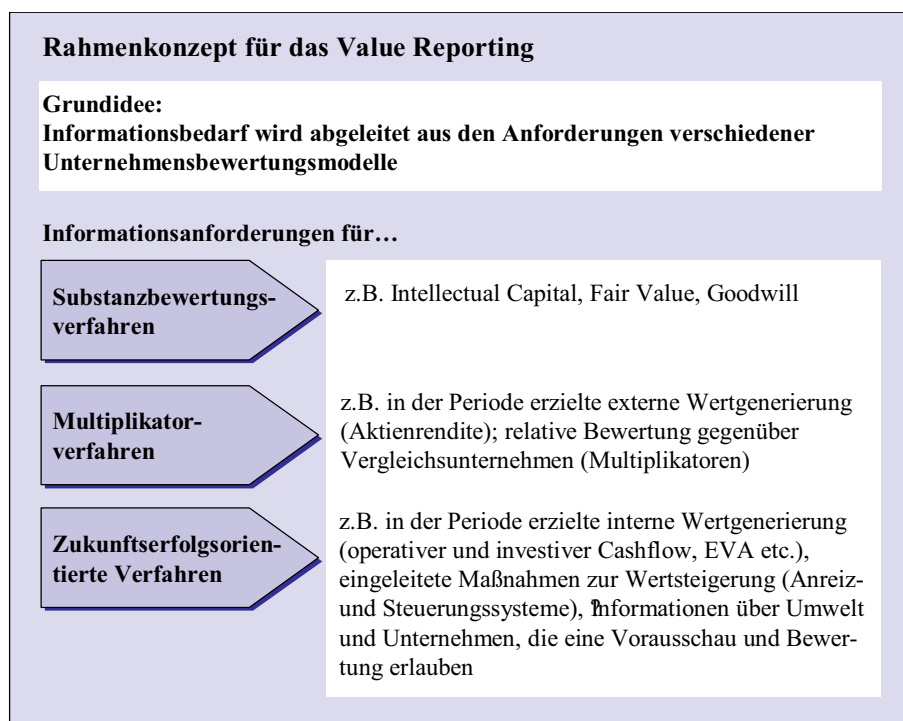 Rahmenkonzept für das Value Reporting
Grundidee:
Informationsbedarf wird abgeleitet aus den Anforderungen verschiedener
Unternehmensbewertungsmodelle
Informationsanforderungen für…
Substanzbewertungs-
verfahren
z.B. Intellectual Capital, Fair Value, Goodwill
Multiplikator-
verfahren
z.B. in der Periode erzielte externe Wertgenerierung
(Aktienrendite); relative Bewertung gegenüber
Vergleichsunternehmen (Multiplikatoren)
Zukunftserfolgsorien-
tierte Verfahren
z.B. in der Periode erzielte interne Wertgenerierung
(operativer und investiver Cashflow, EVA etc.),
eingeleitete Maßnahmen zur Wertsteigerung (Anreiz-
und Steuerungssysteme), Informationen über Umwelt
und Unternehmen, die eine Vorausschau und Bewer-
tung erlauben